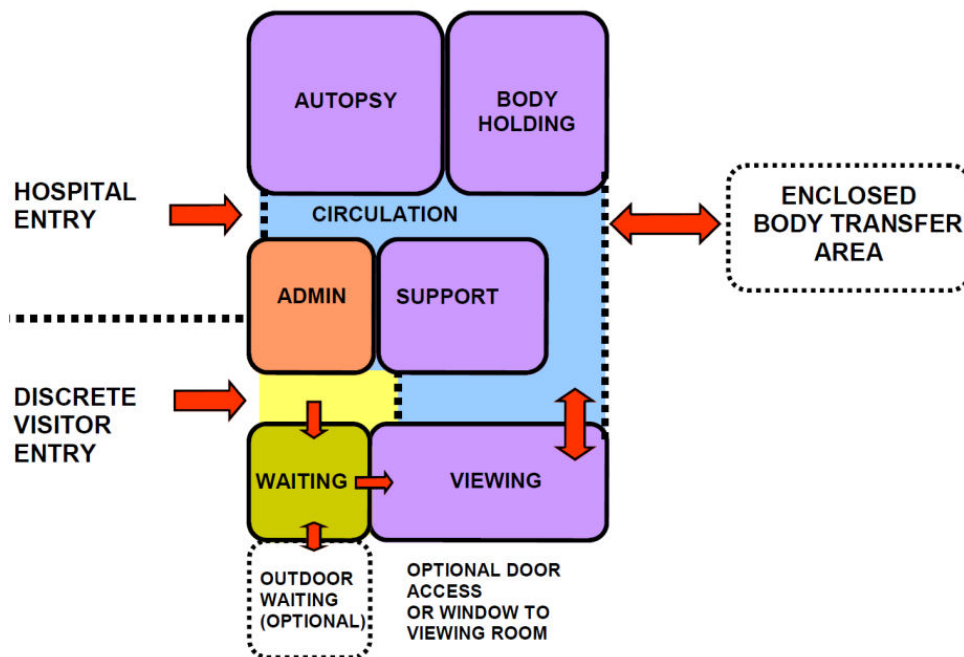 AUTOPSY
BODY
HOLDING
HOSPITAL
ENTRY
CIRCULATION
ENCLOSED
BODY TRANSFER
AREA
ADMIN
SUPPORT
DISCRETE
VISITOR
ENTRY
WAITING
VIEWING
OUTDOOR
WAITING
(OPTIONAL)
OPTIONAL DOOR
ACCESS
OR WINDOW TO
VIEWING ROOM